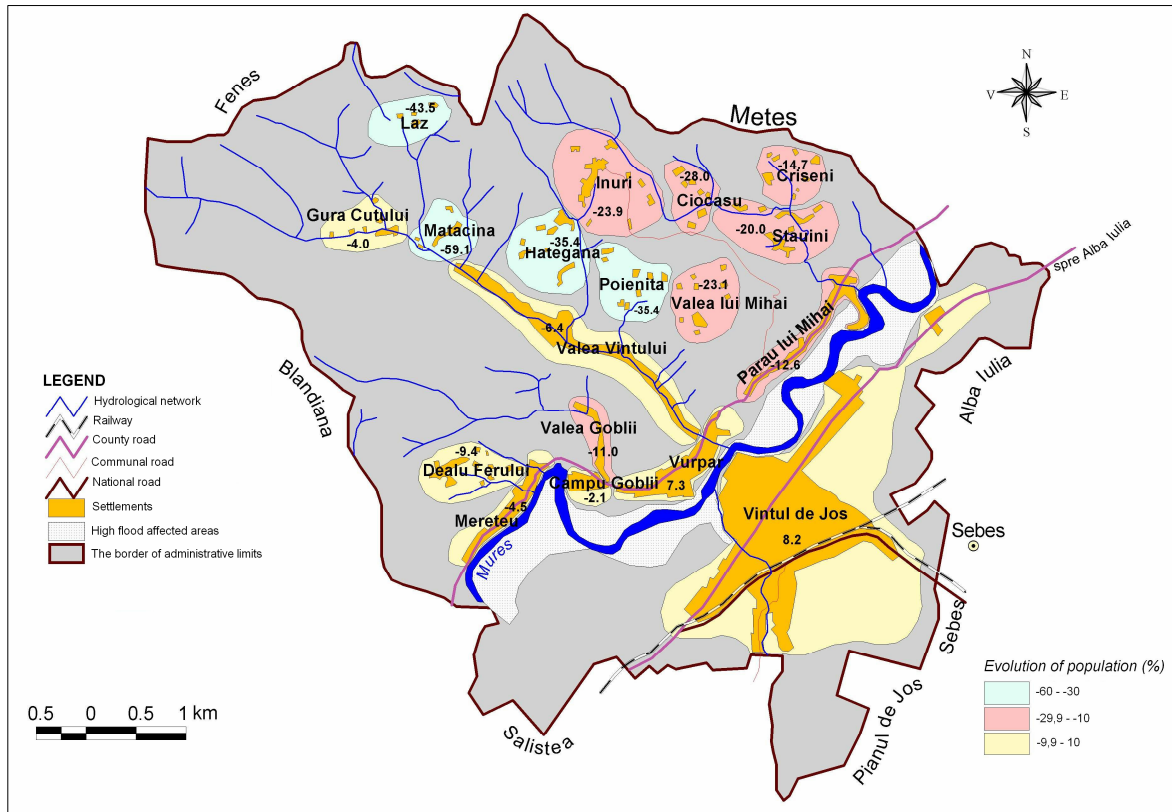 N
V E
S
Fenes
Metes
-43.5
Laz
-14.7
Criseni
Inuri
-28.0
Ciocasu
-23.9
Gura Cutului
-4.0
Matacina
-59.1
-35.4
Hategana
-20.0
Stauini
Poienita
-35.4
-23.1
Valea lui Mihai
spre Alba Iulia
-6.4
Valea Vintului
Parau lui Mihai
-12.6
Alba Iulia
Blandiana
LEGEND
Hydrological network
Railway
County road
Communal road
National road
Settlements
High flood affected areas
The border of administrative limits
Valea Goblii
-11.0
-9.4
Dealu Ferului
Campu Goblii
-2.1
Vurpar
7.3
-4.5
Mereteu
Mures
Vintul de Jos
8.2
Sebes
Sebes
Pianul de Jos
Salistea
0.5 0 0.5 1 km
Evolution of population (%)
-60 - -30
-29,9 - -10
-9,9 - 10